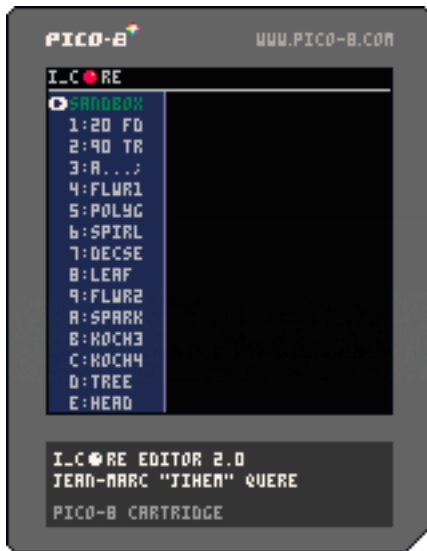 PICO-8
WWW.PICO-8.COM
I_C●RE
SANDBOX
1:20 FD
2:90 TR
3:A...;
4:FLWR1
5:POLYG
6:SPIRL
7:DECSE
8:LEAF
9:FLWR2
A:SPARK
B:KOCH3
C:KOCH4
D:TREE
E:HEAD
I_C●RE EDITOR 2.0
JEAN-MARC "JIHEM" QUERE
PICO-8 CARTRIDGE